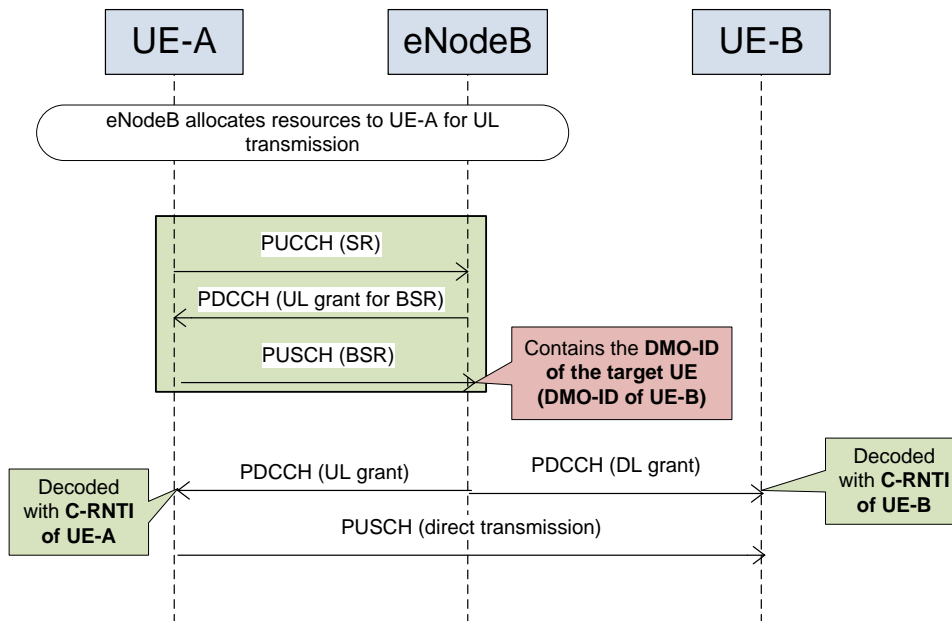 UE-A
eNodeB
UE-B
eNodeB allocates resources to UE-A for UL
transmission
PUCCH (SR)
PDCCH (UL grant for BSR)
PUSCH (BSR)
Contains the DMO-ID
of the target UE
(DMO-ID of UE-B)
Decoded
with C-RNTI
of UE-A
PDCCH (UL grant)
PDCCH (DL grant)
Decoded
with C-RNTI
of UE-B
PUSCH (direct transmission)